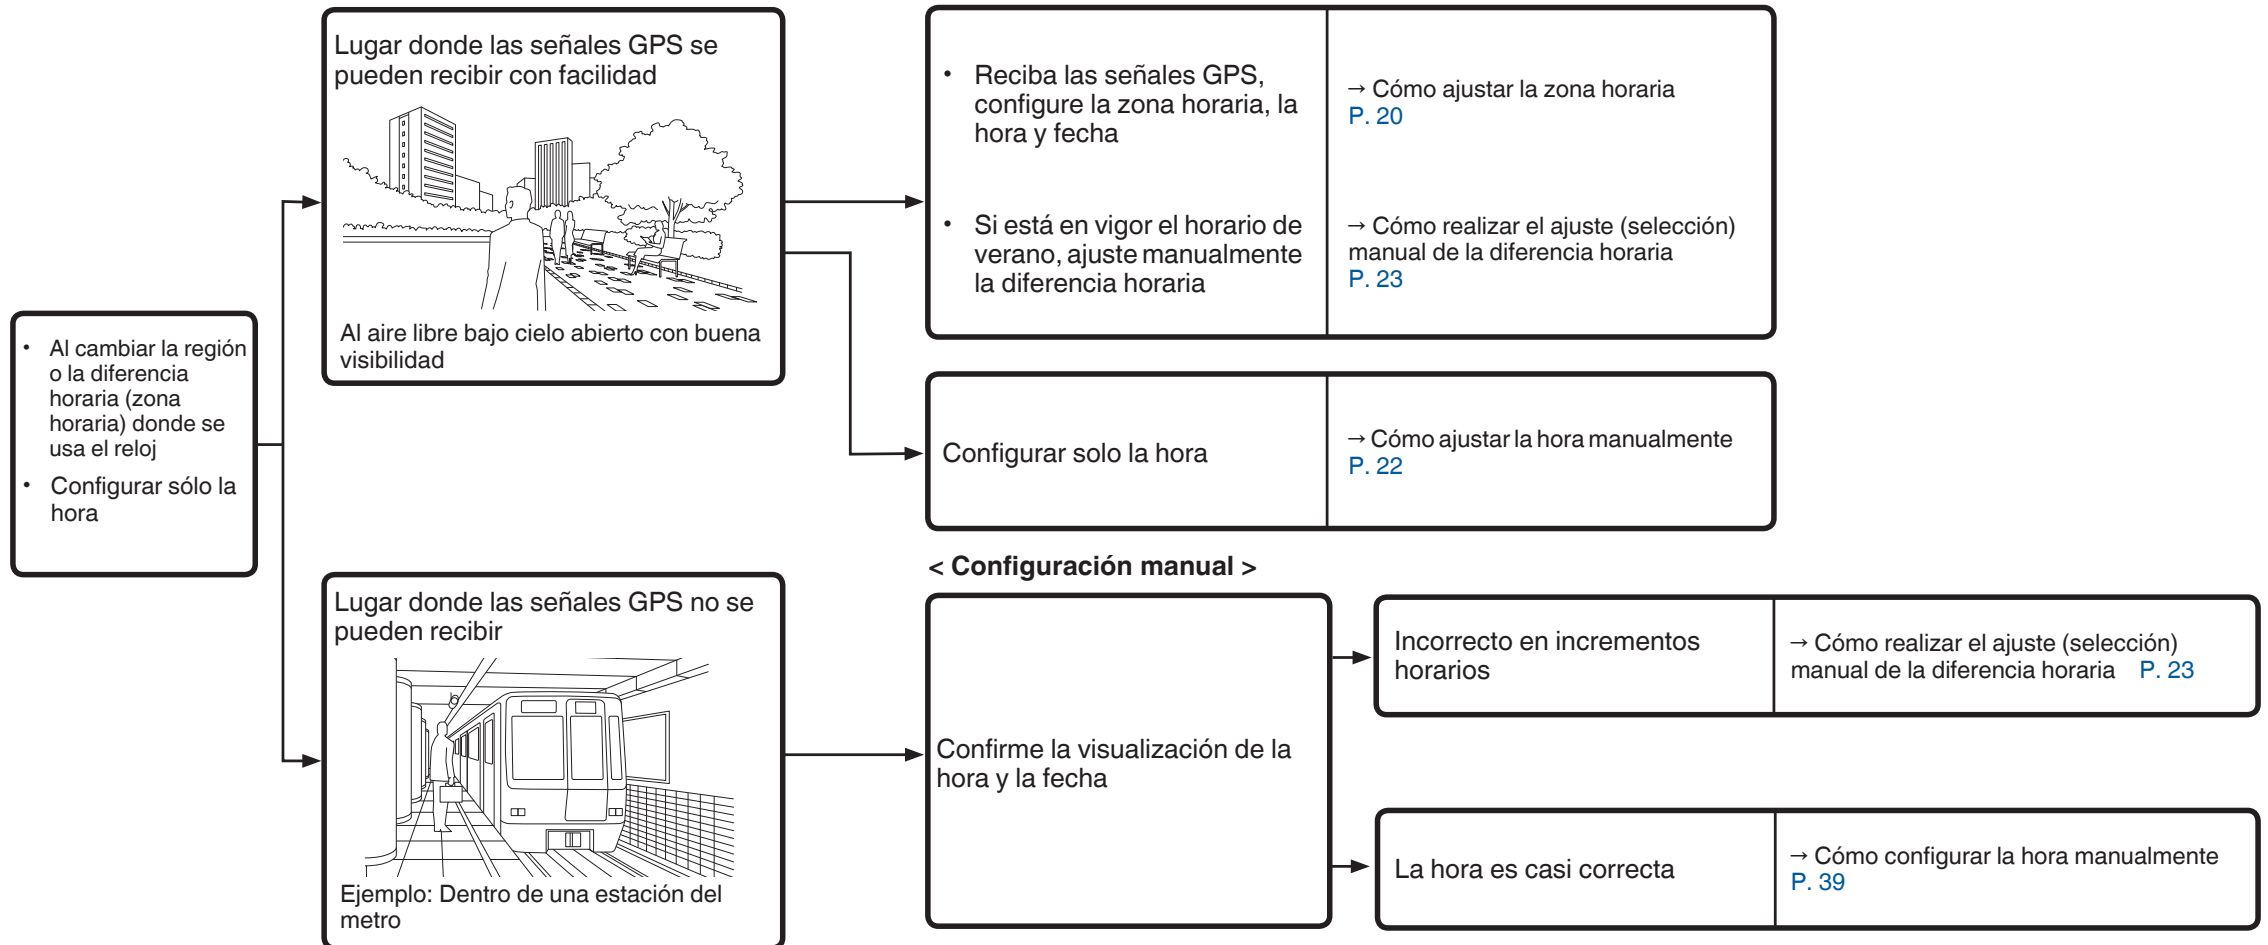 • Al cambiar la región
o la diferencia
horaria (zona
horaria) donde se
usa el reloj
• Configurar sólo la
hora
Lugar donde las señales GPS se
pueden recibir con facilidad
Al aire libre bajo cielo abierto con buena
visibilidad
• Reciba las señales GPS,
configure la zona horaria, la
hora y fecha
→ Cómo ajustar la zona horaria
P. 20
• Si está en vigor el horario de
verano, ajuste manualmente
la diferencia horaria
→ Cómo realizar el ajuste (selección)
manual de la diferencia horaria
P. 23
Configurar solo la hora
→ Cómo ajustar la hora manualmente
P. 22
Lugar donde las señales GPS no se
pueden recibir
Ejemplo: Dentro de una estación del
metro
< Configuración manual >
Confirme la visualización de la
hora y la fecha
Incorrecto en incrementos
horarios
→ Cómo realizar el ajuste (selección)
manual de la diferencia horaria P. 23
La hora es casi correcta
→ Cómo configurar la hora manualmente
P. 39